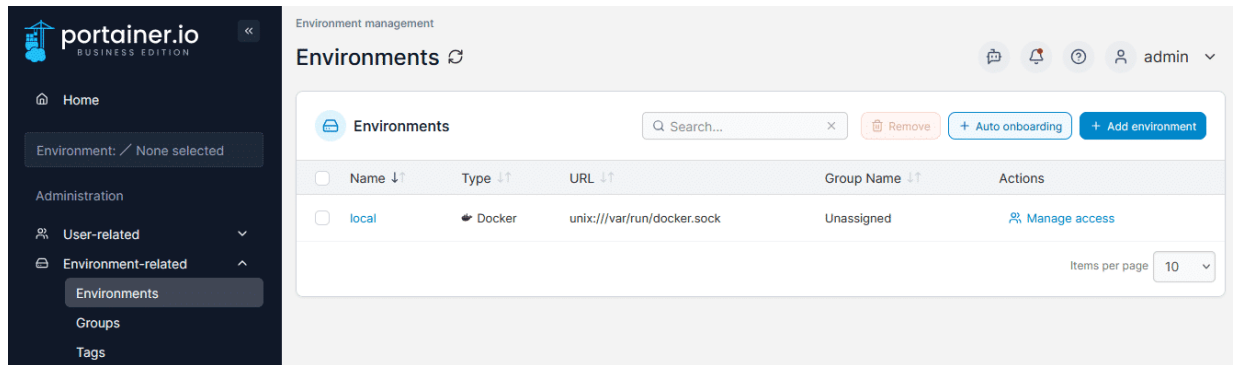 portainer.io
BUSINESS EDITION
Home
Environment: None selected
Administration
User-related
Environment-related
Environments
Groups
Tags
Environment management
Environments
admin
Environments
Search...
Remove
+ Auto onboarding
+ Add environment
Name Type URL Group Name Actions
local Docker unix:///var/run/docker.sock Unassigned Manage access
Items per page 10